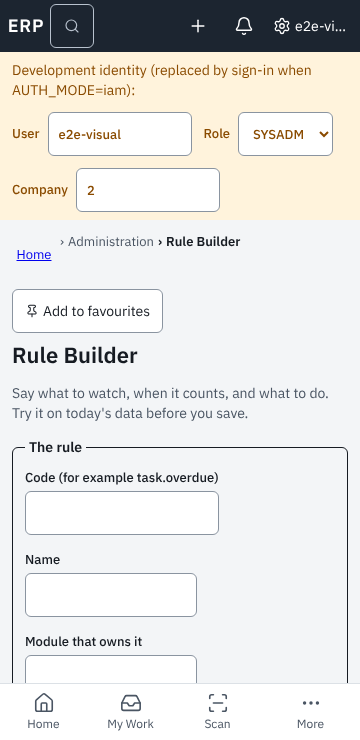 ERP
e2e-vi...
Development identity (replaced by sign-in when
AUTH_MODE=iam):
User e2e-visual Role SYSADM
Company 2
Home › Administration › Rule Builder
Add to favourites
Rule Builder
Say what to watch, when it counts, and what to do.
Try it on today's data before you save.
The rule
Code (for example task.overdue)
Name
Module that owns it
Home My Work Scan More